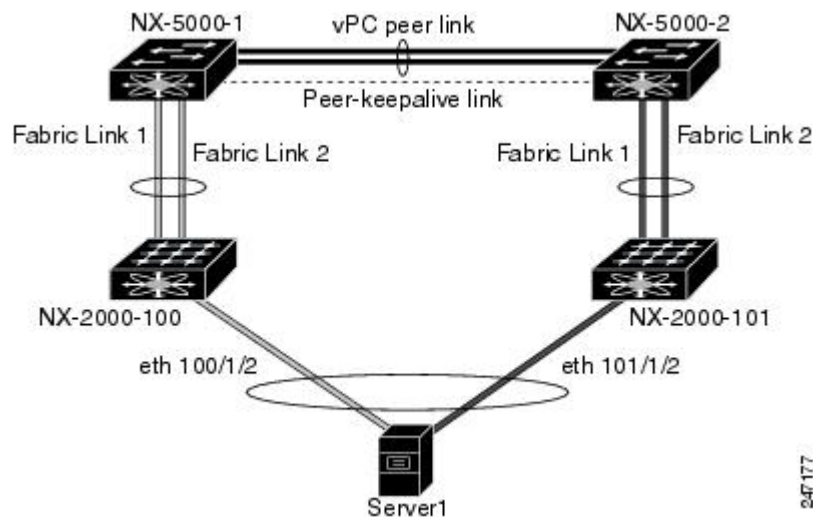 NX-5000-1
vPC peer link
NX-5000-2
Peer-keepalive link
Fabric Link 1
Fabric Link 2
Fabric Link 1
Fabric Link 2
NX-2000-100
NX-2000-101
eth 100/1/2
eth 101/1/2
Server1
247177